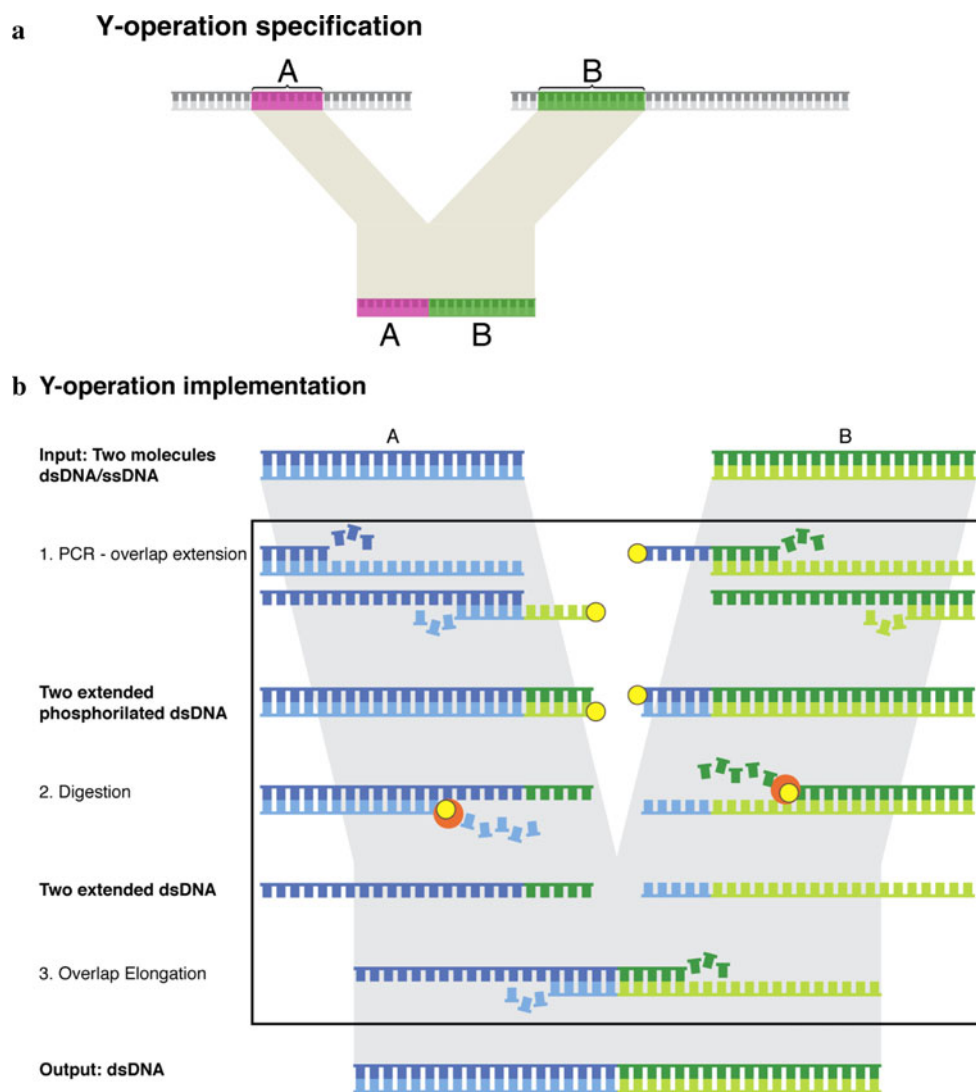 a Y-operation specification
A B
A B
b Y-operation implementation
A B
Input: Two molecules
dsDNA/ssDNA
1. PCR - overlap extension
Two extended
phosphorilated dsDNA
2. Digestion
Two extended dsDNA
3. Overlap Elongation
Output: dsDNA